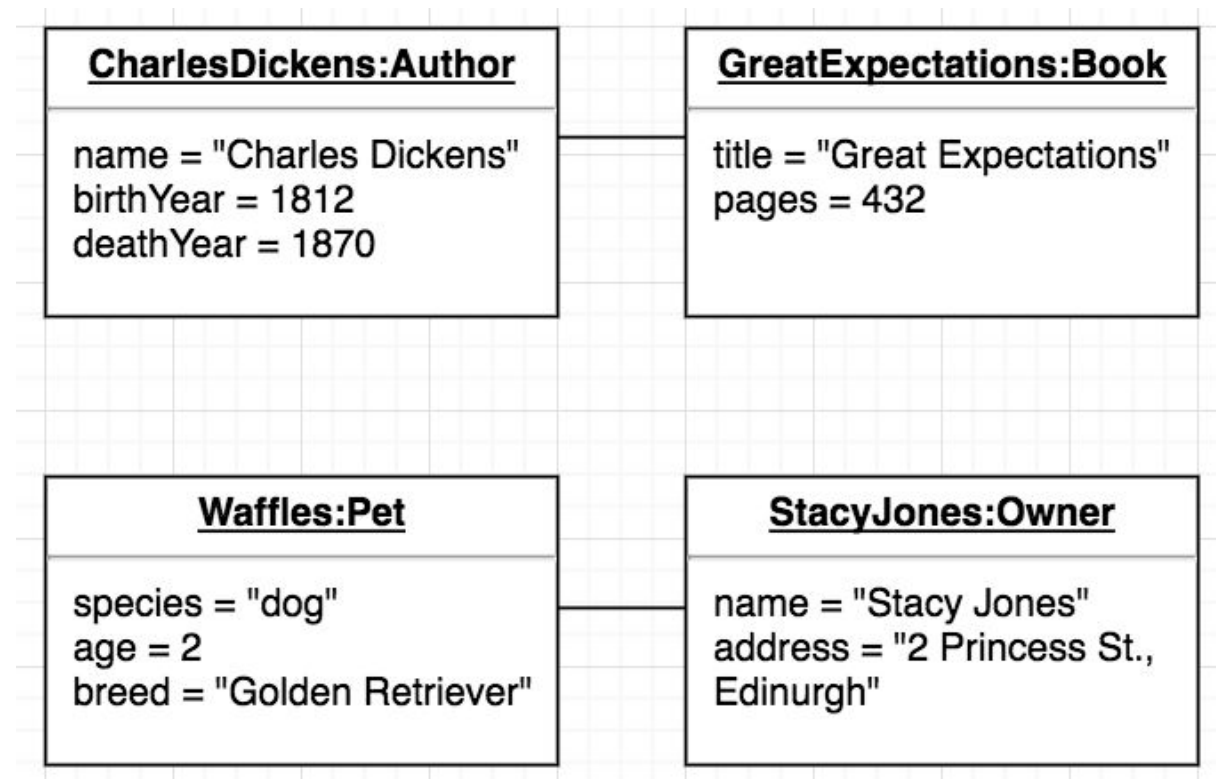 CharlesDickens:Author
name = "Charles Dickens"
birthYear = 1812
deathYear = 1870
GreatExpectations:Book
title = "Great Expectations"
pages = 432
Waffles:Pet
species = "dog"
age = 2
breed = "Golden Retriever"
StacyJones:Owner
name = "Stacy Jones"
address = "2 Princess St.,
Edinurgh"